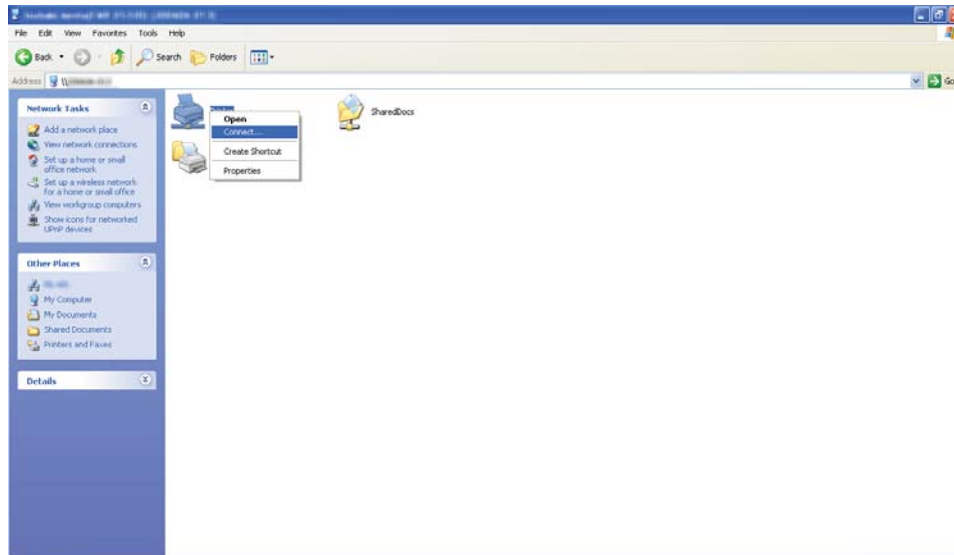 File Edit View Favorites Tools Help
Back Search Folders
Address \\ Go
Network Tasks
Add a network place
View network connections
Set up a home or small
office network
Set up a wireless network
for a home or small office
View workgroup computers
Show icons for networked
UPnP devices
Other Places
My Computer
My Documents
Shared Documents
Printers and Faxes
Details
Open
Connect...
Create Shortcut
Properties
SharedDocs